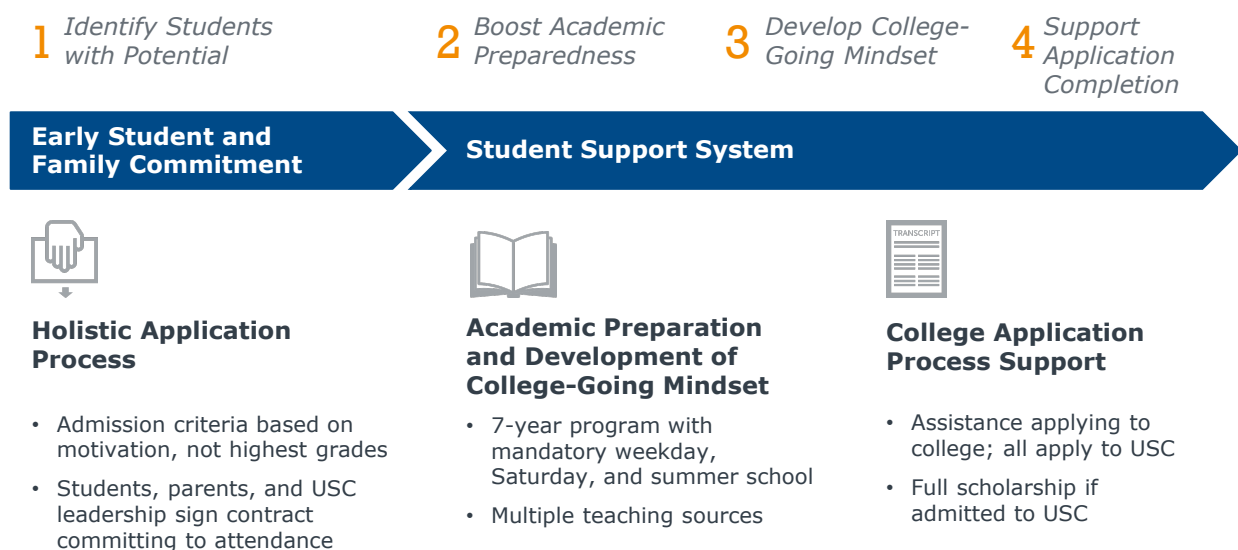 1 Identify Students
with Potential
2 Boost Academic
Preparedness
3 Develop College-
Going Mindset
4 Support
Application
Completion
Early Student and
Family Commitment
Student Support System
Holistic Application
Process
• Admission criteria based on
motivation, not highest grades
• Students, parents, and USC
leadership sign contract
committing to attendance
Academic Preparation
and Development of
College-Going Mindset
• 7-year program with
mandatory weekday,
Saturday, and summer school
• Multiple teaching sources
TRANSCRIPT
College Application
Process Support
• Assistance applying to
college; all apply to USC
• Full scholarship if
admitted to USC